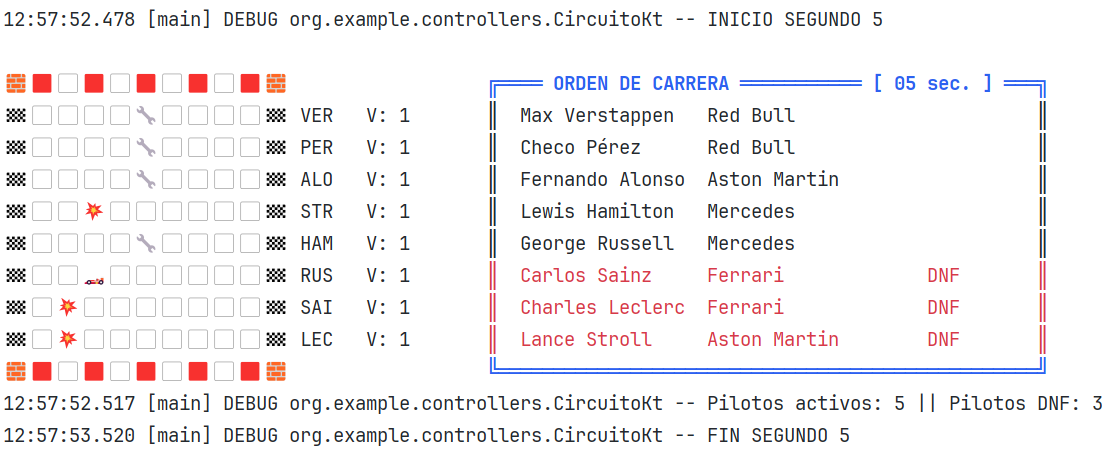 12:57:52.478 [main] DEBUG org.example.controllers.CircuitoKt -- INICIO SEGUNDO 5
ORDEN DE CARRERA [ 05 sec. ]
VER V: 1 Max Verstappen Red Bull
PER V: 1 Checo Pérez Red Bull
ALO V: 1 Fernando Alonso Aston Martin
STR V: 1 Lewis Hamilton Mercedes
HAM V: 1 George Russell Mercedes
RUS V: 1 Carlos Sainz Ferrari DNF
SAI V: 1 Charles Leclerc Ferrari DNF
LEC V: 1 Lance Stroll Aston Martin DNF
12:57:52.517 [main] DEBUG org.example.controllers.CircuitoKt -- Pilotos activos: 5 || Pilotos DNF: 3
12:57:53.520 [main] DEBUG org.example.controllers.CircuitoKt -- FIN SEGUNDO 5